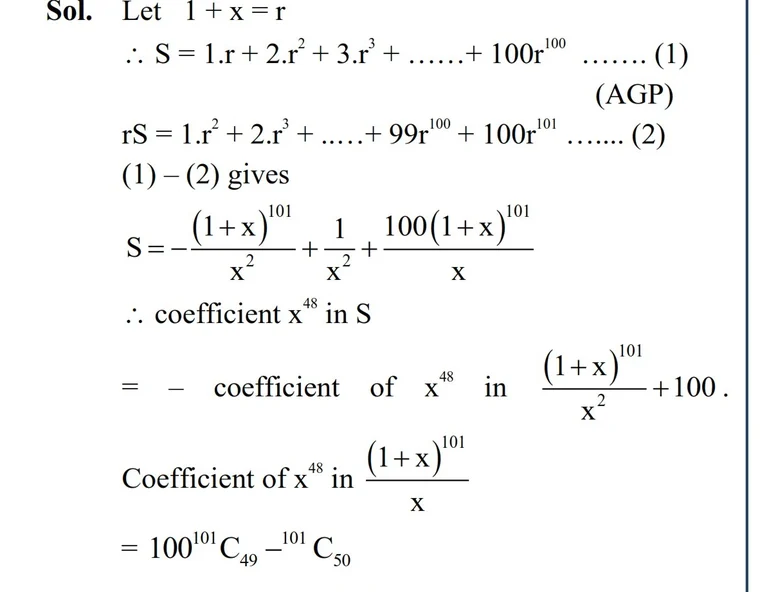 Sol. Let 1 + x = r
∴ S = 1.r + 2.r² + 3.r³ + ……+ 100r¹⁰⁰ ……. (1)
(AGP)
rS = 1.r² + 2.r³ + ..…+ 99r¹⁰⁰ + 100r¹⁰¹ ….... (2)
(1) – (2) gives
S = − (1+x)¹⁰¹/x² + 1/x² + 100(1+x)¹⁰¹/x
∴ coefficient x⁴⁸ in S
= – coefficient of x⁴⁸ in (1+x)¹⁰¹/x² + 100 .
Coefficient of x⁴⁸ in (1+x)¹⁰¹/x
= 100 ¹⁰¹C₄₉ – ¹⁰¹C₅₀